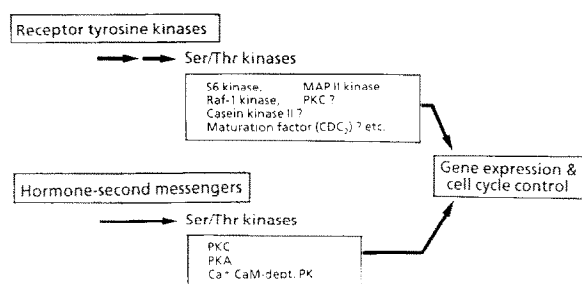 Receptor tyrosine kinases
Ser/Thr kinases
S6 kinase, MAP II kinase
Raf-1 kinase, PKC ?
Casein kinase II ?
Maturation factor (CDC₂) ? etc.
Gene expression &
cell cycle control
Hormone-second messengers
Ser/Thr kinases
PKC
PKA
Ca⁺ CaM-dept. PK